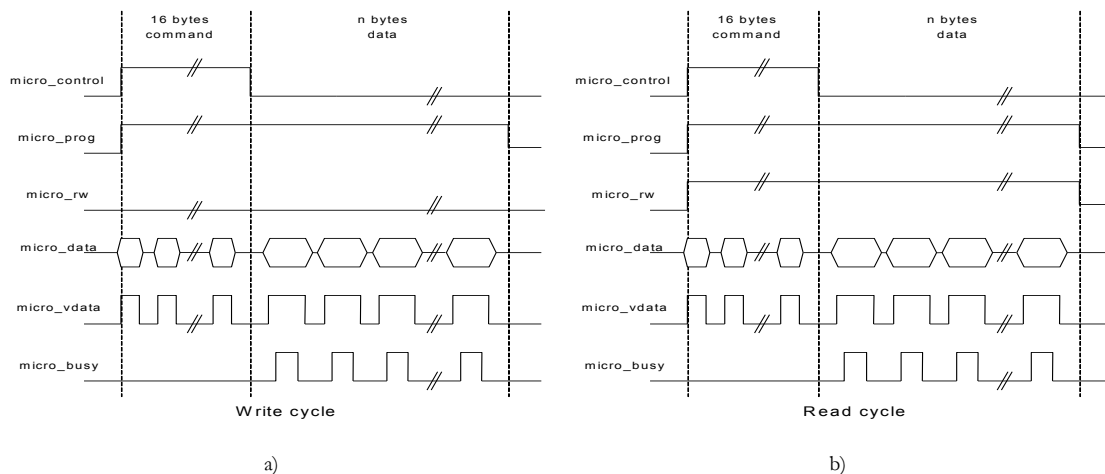 16 bytes
command
n bytes
data
micro_control
micro_prog
micro_rw
micro_data
micro_vdata
micro_busy
Write cycle
a)
16 bytes
command
n bytes
data
micro_control
micro_prog
micro_rw
micro_data
micro_vdata
micro_busy
Read cycle
b)